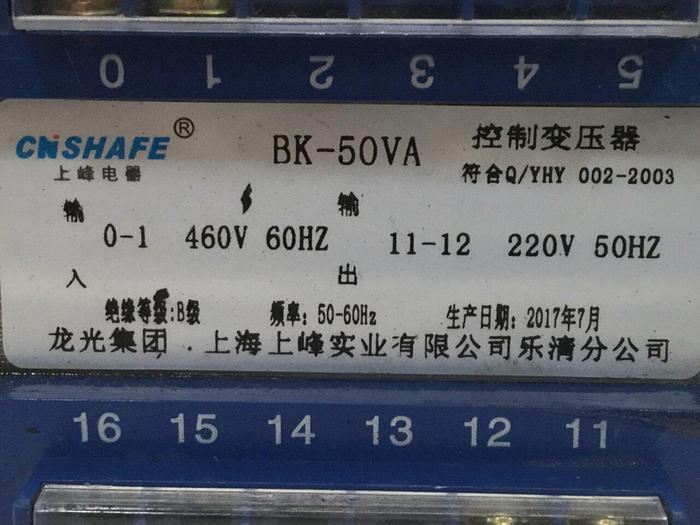 0 1 2 3 4 5
CNSHAFE® BK-50VA 控制变压器
上峰电器 符合Q/YHY 002-2003
输入 0-1 460V 60HZ 输出 11-12 220V 50HZ
绝缘等级:B级 频率:50-60Hz 生产日期:2017年7月
龙光集团.上海上峰实业有限公司乐清分公司
16 15 14 13 12 11